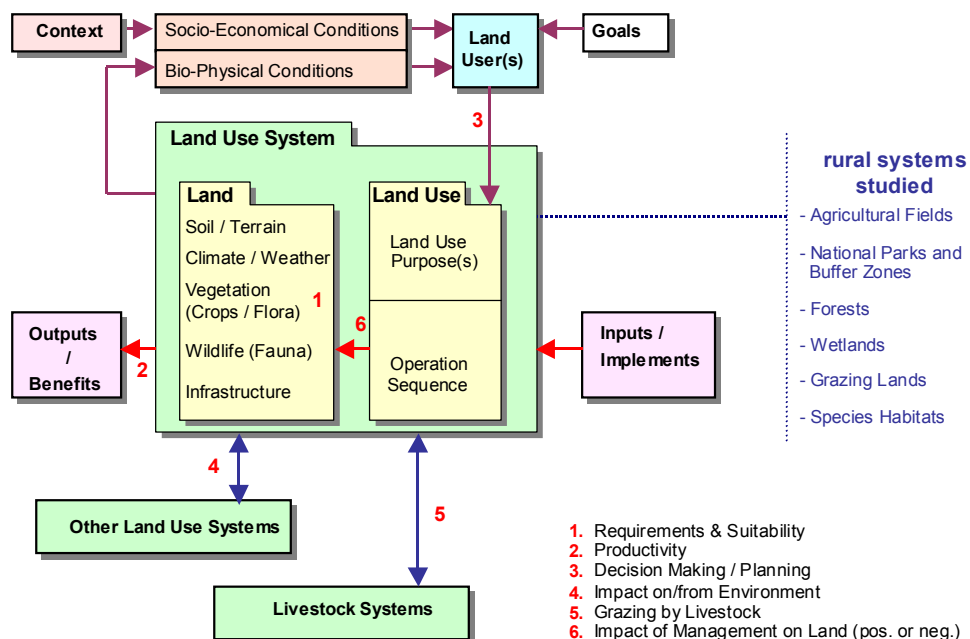 Context
Socio-Economical Conditions
Bio-Physical Conditions
Land
User(s)
Goals
3
Land Use System
Land
Soil / Terrain
Climate / Weather
Vegetation
(Crops / Flora)
1
Wildlife (Fauna)
Infrastructure
Land Use
Land Use
Purpose(s)
6
Operation
Sequence
Outputs
/
Benefits
2
Inputs /
Implements
rural systems
studied
- Agricultural Fields
- National Parks and
Buffer Zones
- Forests
- Wetlands
- Grazing Lands
- Species Habitats
4
5
Other Land Use Systems
Livestock Systems
1. Requirements & Suitability
2. Productivity
3. Decision Making / Planning
4. Impact on/from Environment
5. Grazing by Livestock
6. Impact of Management on Land (pos. or neg.)